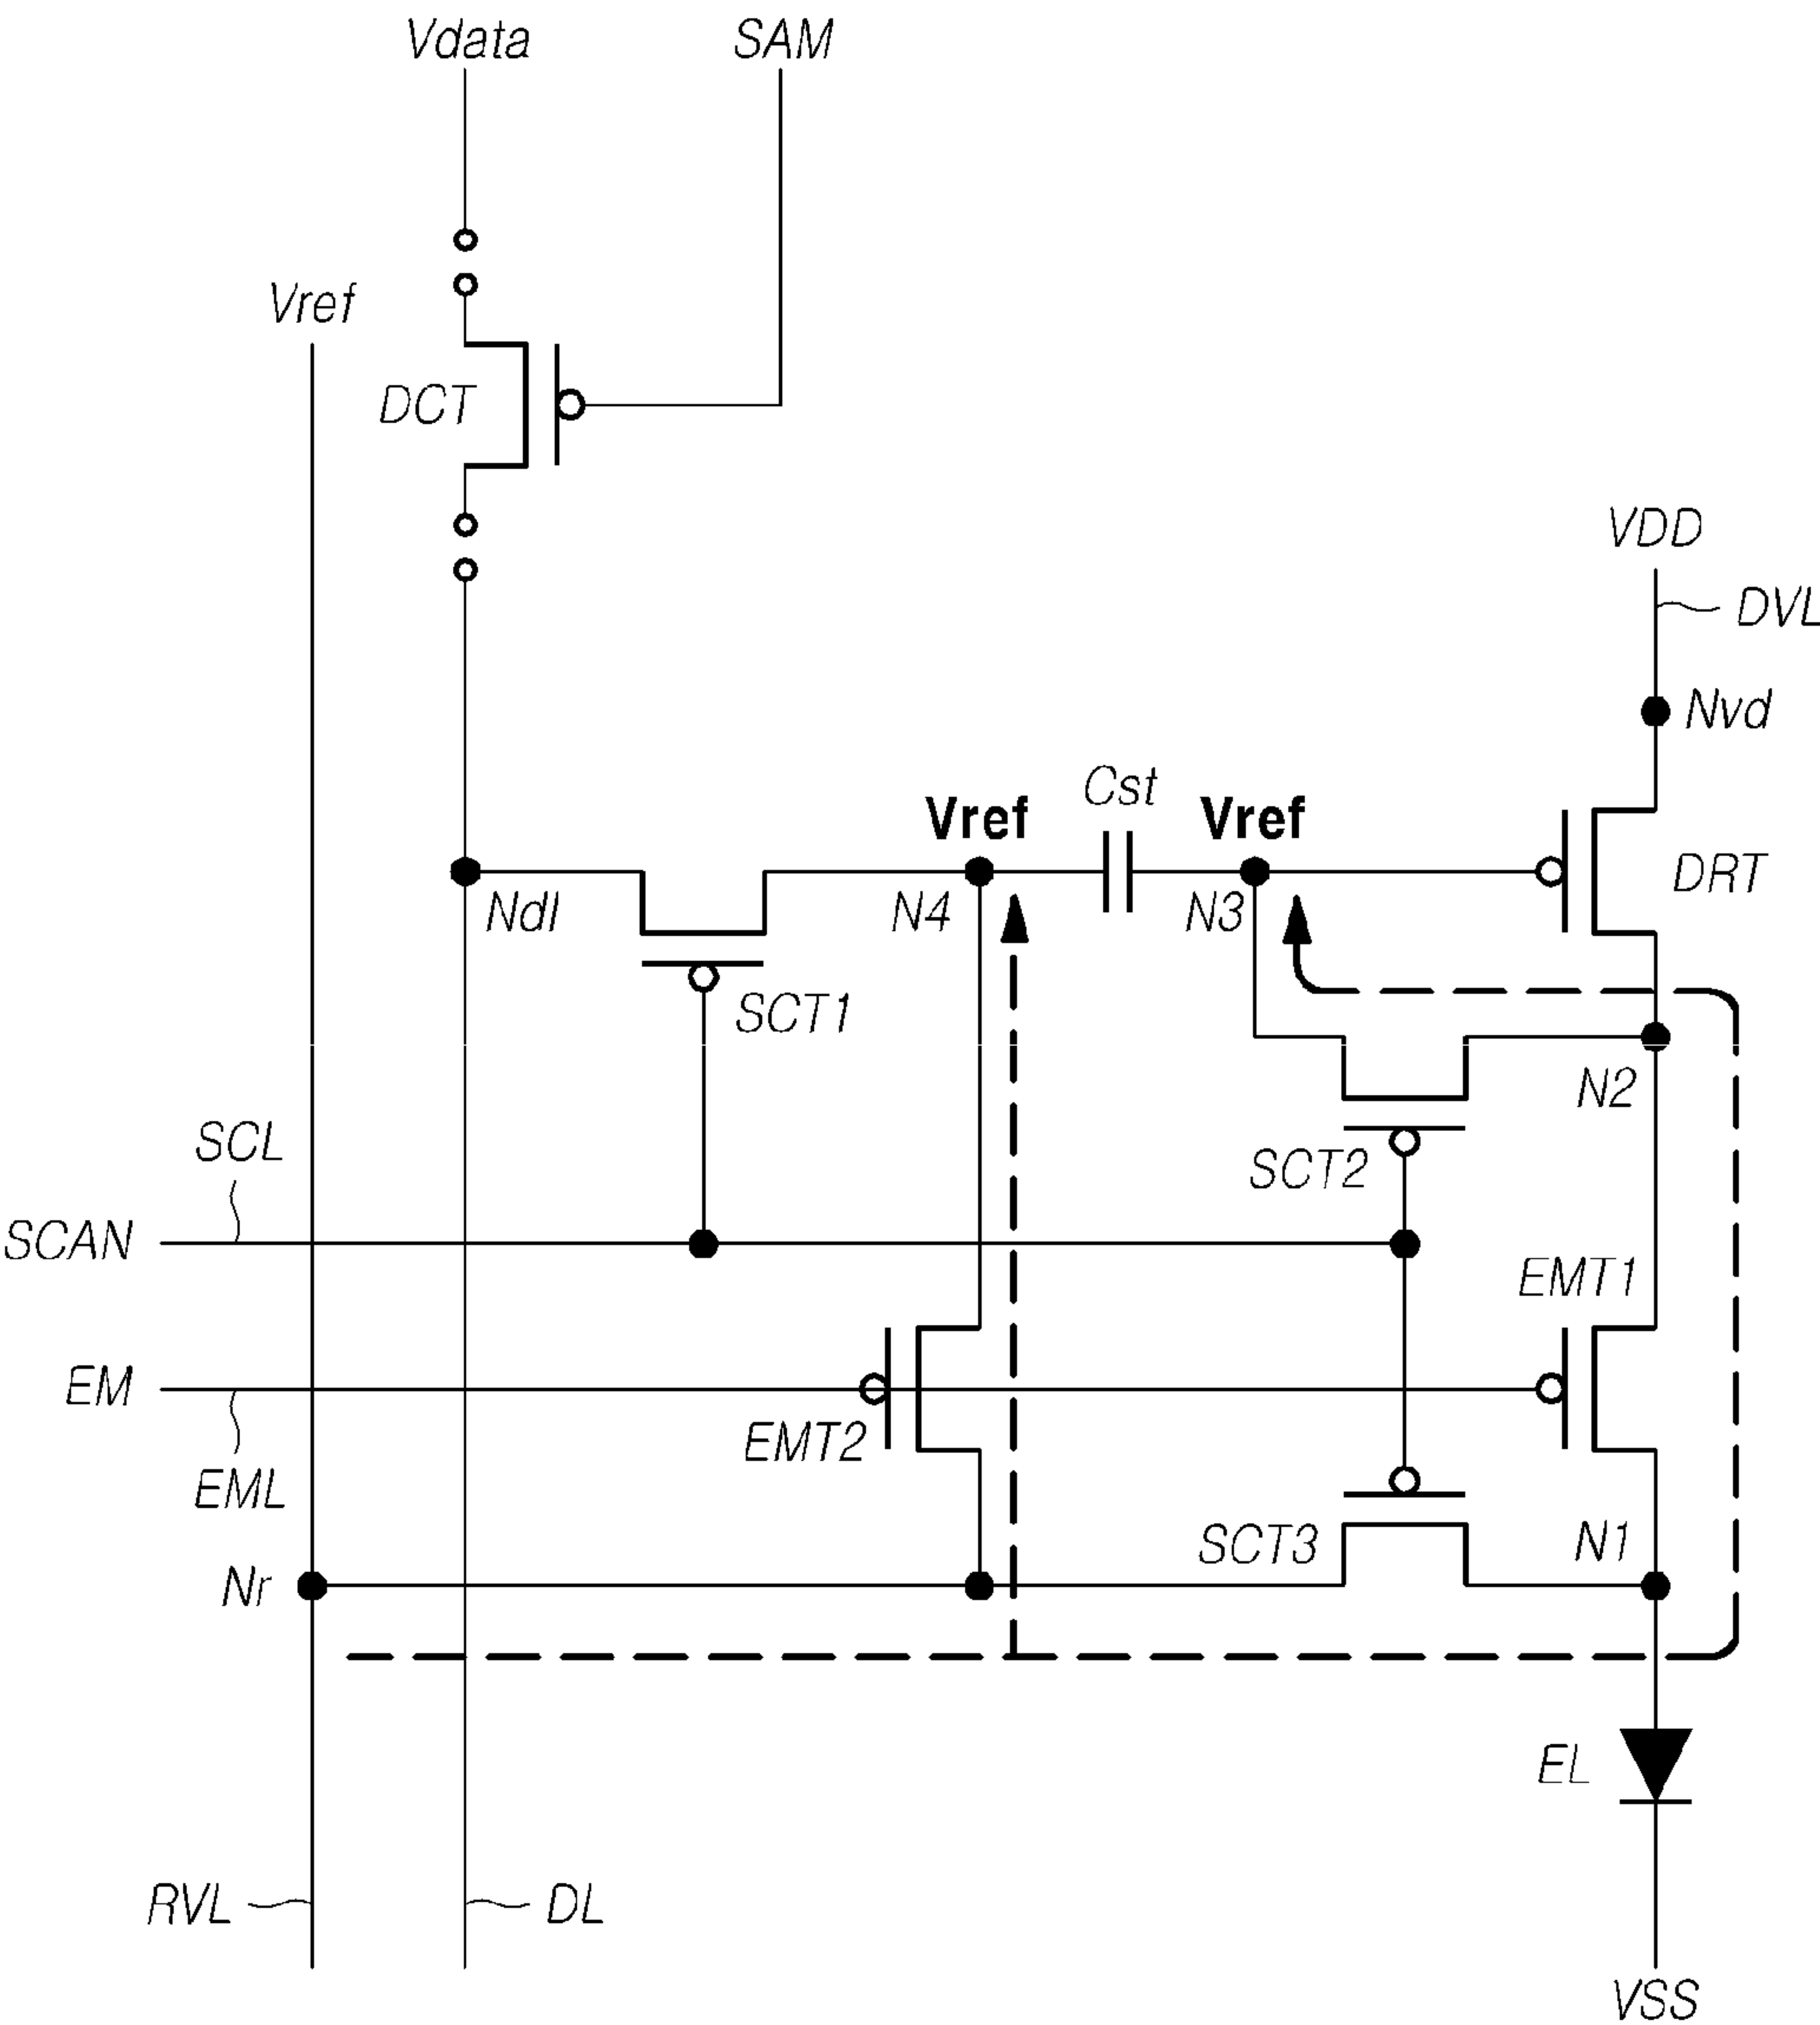 Vdata
SAM
Vref
DCT
VDD
DVL
Nvd
Vref
Cst
Vref
DRT
Ndl
N4
N3
SCT1
N2
SCL
SCT2
SCAN
EMT1
EM
EMT2
EML
SCT3
N1
Nr
EL
RVL
DL
VSS